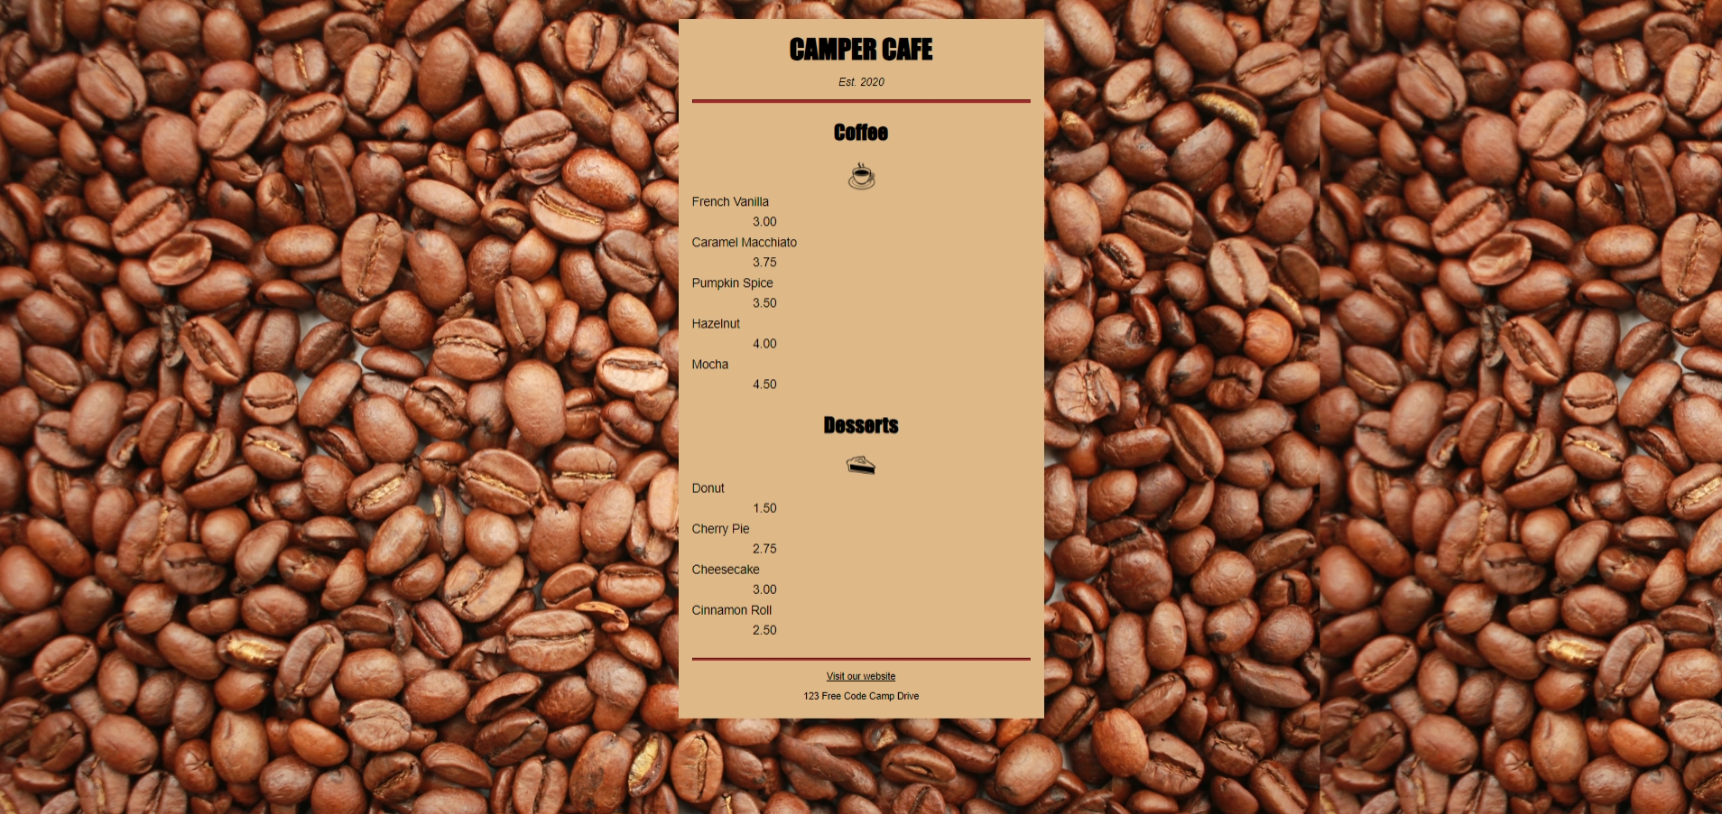 CAMPER CAFE
Est. 2020
Coffee
French Vanilla
3.00
Caramel Macchiato
3.75
Pumpkin Spice
3.50
Hazelnut
4.00
Mocha
4.50
Desserts
Donut
1.50
Cherry Pie
2.75
Cheesecake
3.00
Cinnamon Roll
2.50
Visit our website
123 Free Code Camp Drive